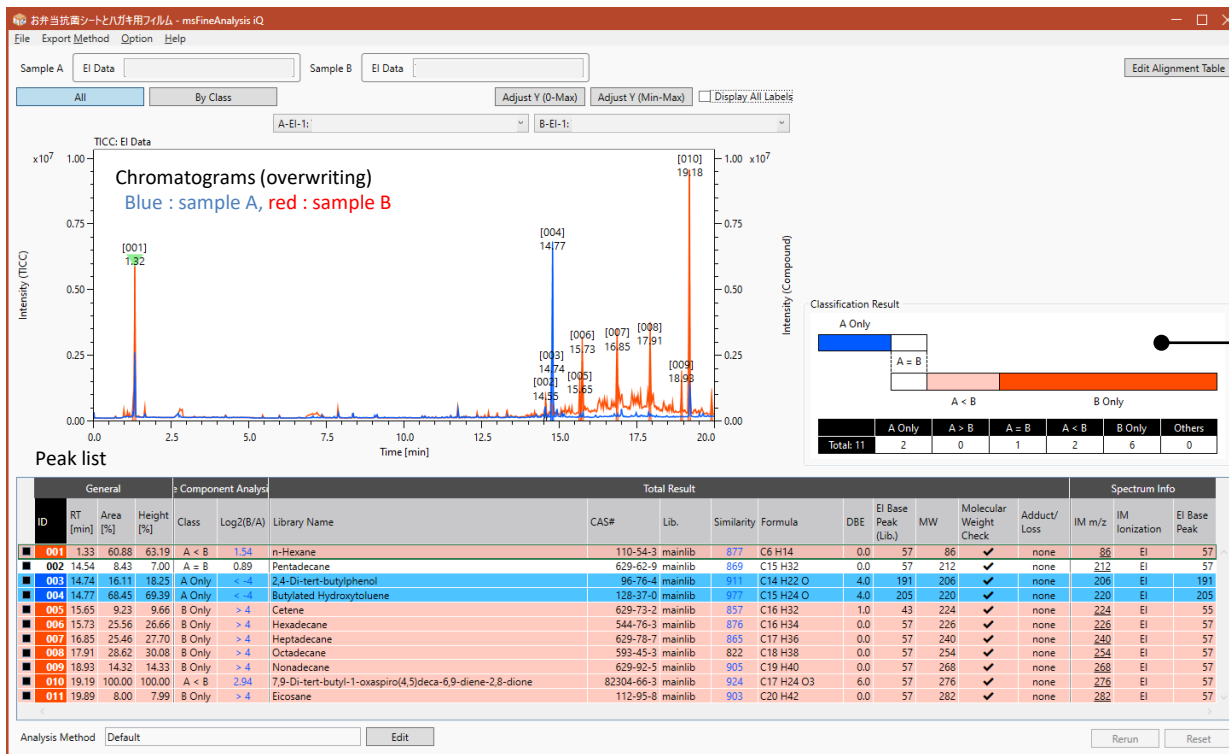 お弁当抗菌シートとハガキ用フィルム - msFineAnalysis iQ
File Export Method Option Help
Sample A EI Data Sample B EI Data Edit Alignment Table
All By Class Adjust Y (0-Max) Adjust Y (Min-Max) Display All Labels
A-EI-1: B-EI-1:
TICC: EI Data
x10⁷ 1.00 1.00 x10⁷
Chromatograms (overwriting)
Blue : sample A, red : sample B
[010]
19.18
0.75 0.75
[001]
1.32
[004]
14.77
Intensity (TICC)
Intensity (Compound)
0.50 0.50
[006]
15.73
[007]
16.85
[008]
17.91
0.25 0.25
[003]
14.74
[002]
14.55
[005]
15.65
[009]
18.93
0.00 0.00
0.0 2.5 5.0 7.5 10.0 12.5 15.0 17.5 20.0
Time [min]
Classification Result
A Only
A = B
A < B B Only
A Only A > B A = B A < B B Only Others
Total: 11 2 0 1 2 6 0
Peak list
General e Component Analysi Total Result Spectrum Info
ID RT [min] Area [%] Height [%] Class Log2(B/A) Library Name CAS# Lib. Similarity Formula DBE EI Base Peak (Lib.) MW Molecular Weight Check Adduct/ Loss IM m/z IM Ionization EI Base Peak
001 1.33 60.88 63.19 A < B 1.54 n-Hexane 110-54-3 mainlib 877 C6 H14 0.0 57 86 ✔ none 86 EI 57
002 14.54 8.43 7.00 A = B 0.89 Pentadecane 629-62-9 mainlib 869 C15 H32 0.0 57 212 ✔ none 212 EI 57
003 14.74 16.11 18.25 A Only < -4 2,4-Di-tert-butylphenol 96-76-4 mainlib 911 C14 H22 O 4.0 191 206 ✔ none 206 EI 191
004 14.77 68.45 69.39 A Only < -4 Butylated Hydroxytoluene 128-37-0 mainlib 977 C15 H24 O 4.0 205 220 ✔ none 220 EI 205
005 15.65 9.23 9.66 B Only > 4 Cetene 629-73-2 mainlib 857 C16 H32 1.0 43 224 ✔ none 224 EI 55
006 15.73 25.56 26.66 B Only > 4 Hexadecane 544-76-3 mainlib 876 C16 H34 0.0 57 226 ✔ none 226 EI 57
007 16.85 25.46 27.70 B Only > 4 Heptadecane 629-78-7 mainlib 865 C17 H36 0.0 57 240 ✔ none 240 EI 57
008 17.91 28.62 30.08 B Only > 4 Octadecane 593-45-3 mainlib 822 C18 H38 0.0 57 254 ✔ none 254 EI 57
009 18.93 14.32 14.33 B Only > 4 Nonadecane 629-92-5 mainlib 905 C19 H40 0.0 57 268 ✔ none 268 EI 57
010 19.19 100.00 100.00 A < B 2.94 7,9-Di-tert-butyl-1-oxaspiro(4,5)deca-6,9-diene-2,8-dione 82304-66-3 mainlib 924 C17 H24 O3 6.0 57 276 ✔ none 276 EI 57
011 19.89 8.00 7.99 B Only > 4 Eicosane 112-95-8 mainlib 903 C20 H42 0.0 57 282 ✔ none 282 EI 57
Analysis Method Default Edit Rerun Reset